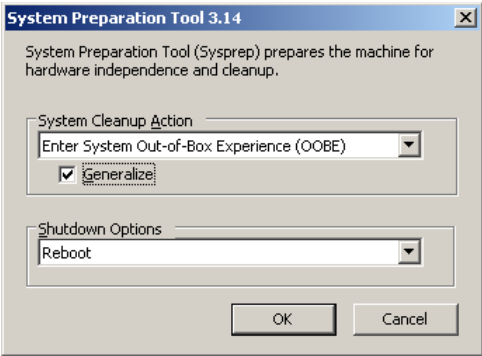 System Preparation Tool 3.14
System Preparation Tool (Sysprep) prepares the machine for
hardware independence and cleanup.
System Cleanup Action
Enter System Out-of-Box Experience (OOBE)
Generalize
Shutdown Options
Reboot
OK
Cancel